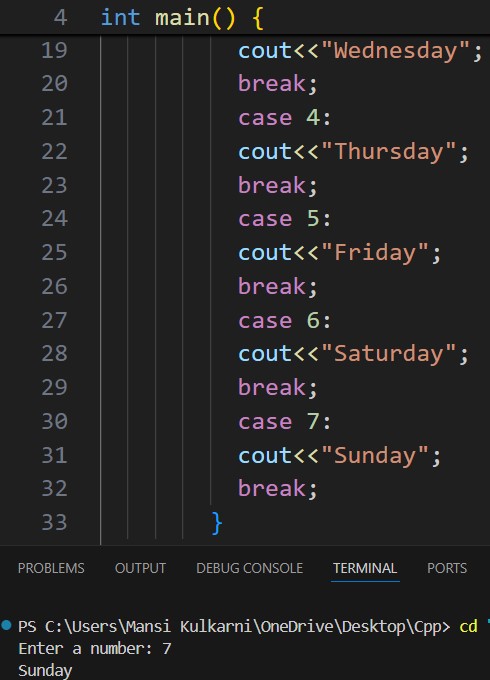 4 int main() {
19 cout<<"Wednesday";
20 break;
21 case 4:
22 cout<<"Thursday";
23 break;
24 case 5:
25 cout<<"Friday";
26 break;
27 case 6:
28 cout<<"Saturday";
29 break;
30 case 7:
31 cout<<"Sunday";
32 break;
33 }
PROBLEMS OUTPUT DEBUG CONSOLE TERMINAL PORTS
PS C:\Users\Mansi Kulkarni\OneDrive\Desktop\Cpp> cd '
Enter a number: 7
Sunday